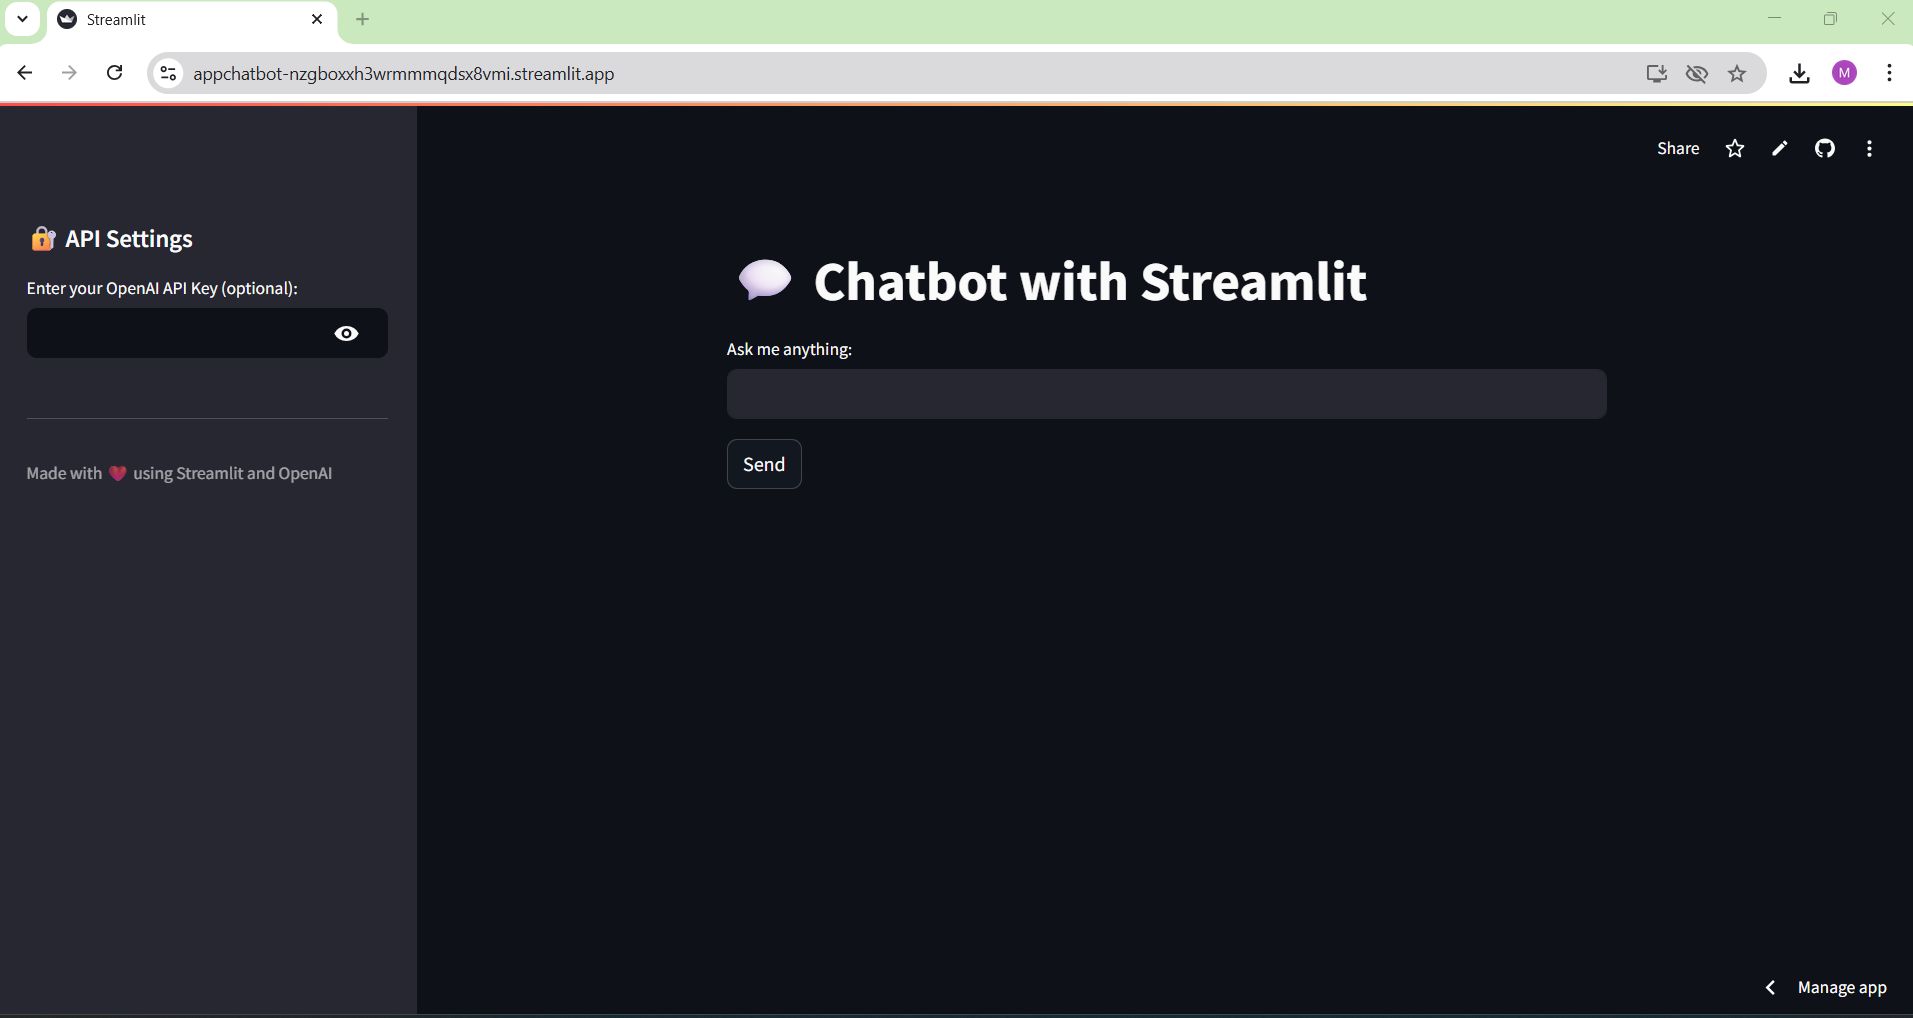 Streamlit
appchatbot-nzgboxxh3wrmmmqdsx8vmi.streamlit.app
M
Share
🔐 API Settings
Enter your OpenAI API Key (optional):
Made with ❤️ using Streamlit and OpenAI
💬 Chatbot with Streamlit
Ask me anything:
Send
Manage app